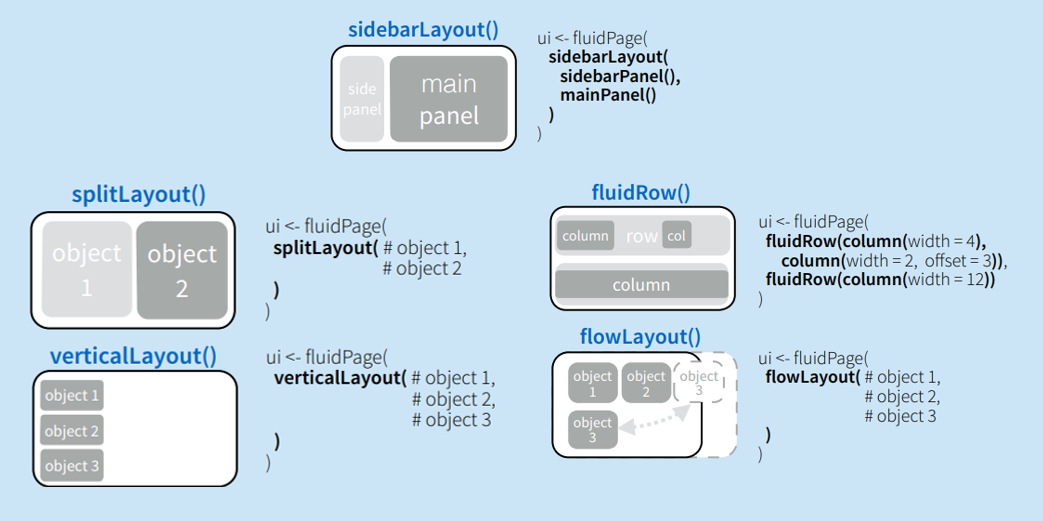 sidebarLayout()
side
panel
main
panel
ui <- fluidPage(
sidebarLayout(
sidebarPanel(),
mainPanel()
)
)
splitLayout()
object
1
object
2
ui <- fluidPage(
splitLayout( # object 1,
# object 2
)
)
fluidRow()
column
row
col
column
ui <- fluidPage(
fluidRow(column(width = 4),
column(width = 2, offset = 3)),
fluidRow(column(width = 12))
)
verticalLayout()
object 1
object 2
object 3
ui <- fluidPage(
verticalLayout( # object 1,
# object 2,
# object 3
)
)
flowLayout()
object
1
object
2
object
3
object
3
ui <- fluidPage(
flowLayout( # object 1,
# object 2,
# object 3
)
)